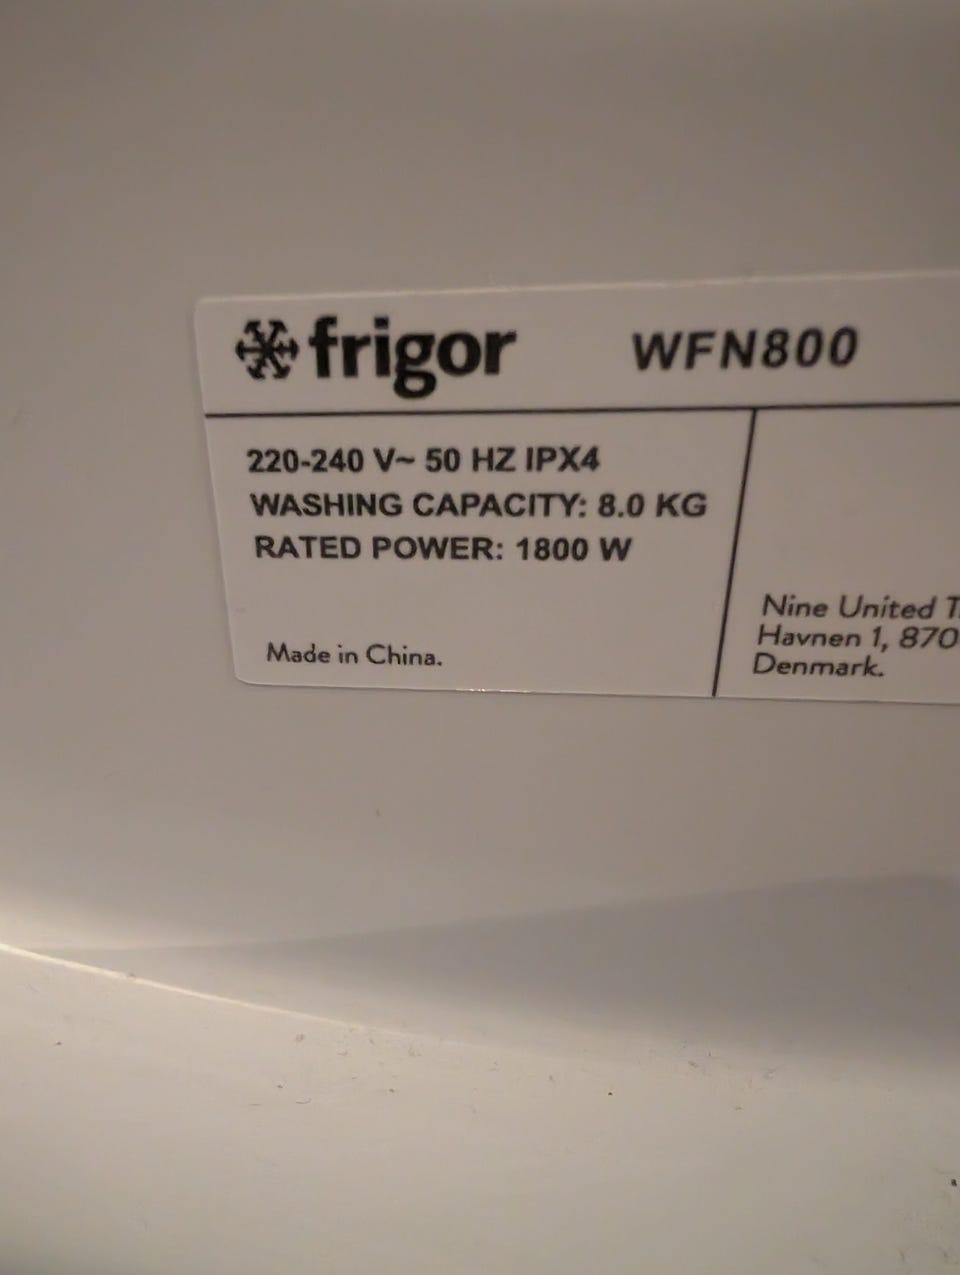 frigor WFN800
220-240 V~ 50 HZ IPX4
WASHING CAPACITY: 8.0 KG
RATED POWER: 1800 W
Made in China.
Nine United
Havnen 1, 870
Denmark.